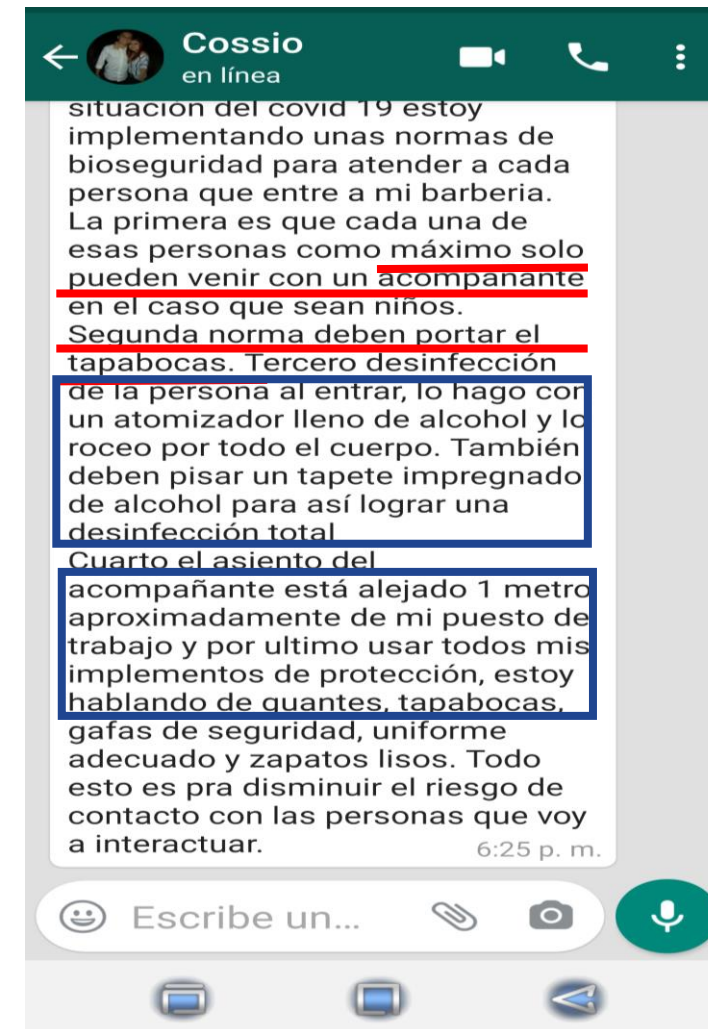 Cossio
en línea
situación del covid 19 estoy
implementando unas normas de
bioseguridad para atender a cada
persona que entre a mi barberia.
La primera es que cada una de
esas personas como máximo solo
pueden venir con un acompañante
en el caso que sean niños.
Segunda norma deben portar el
tapabocas. Tercero desinfección
de la persona al entrar, lo hago con
un atomizador lleno de alcohol y lo
roceo por todo el cuerpo. También
deben pisar un tapete impregnado
de alcohol para así lograr una
desinfección total
Cuarto el asiento del
acompañante está alejado 1 metro
aproximadamente de mi puesto de
trabajo y por ultimo usar todos mis
implementos de protección, estoy
hablando de guantes, tapabocas,
gafas de seguridad, uniforme
adecuado y zapatos lisos. Todo
esto es pra disminuir el riesgo de
contacto con las personas que voy
a interactuar.
6:25 p. m.
Escribe un...